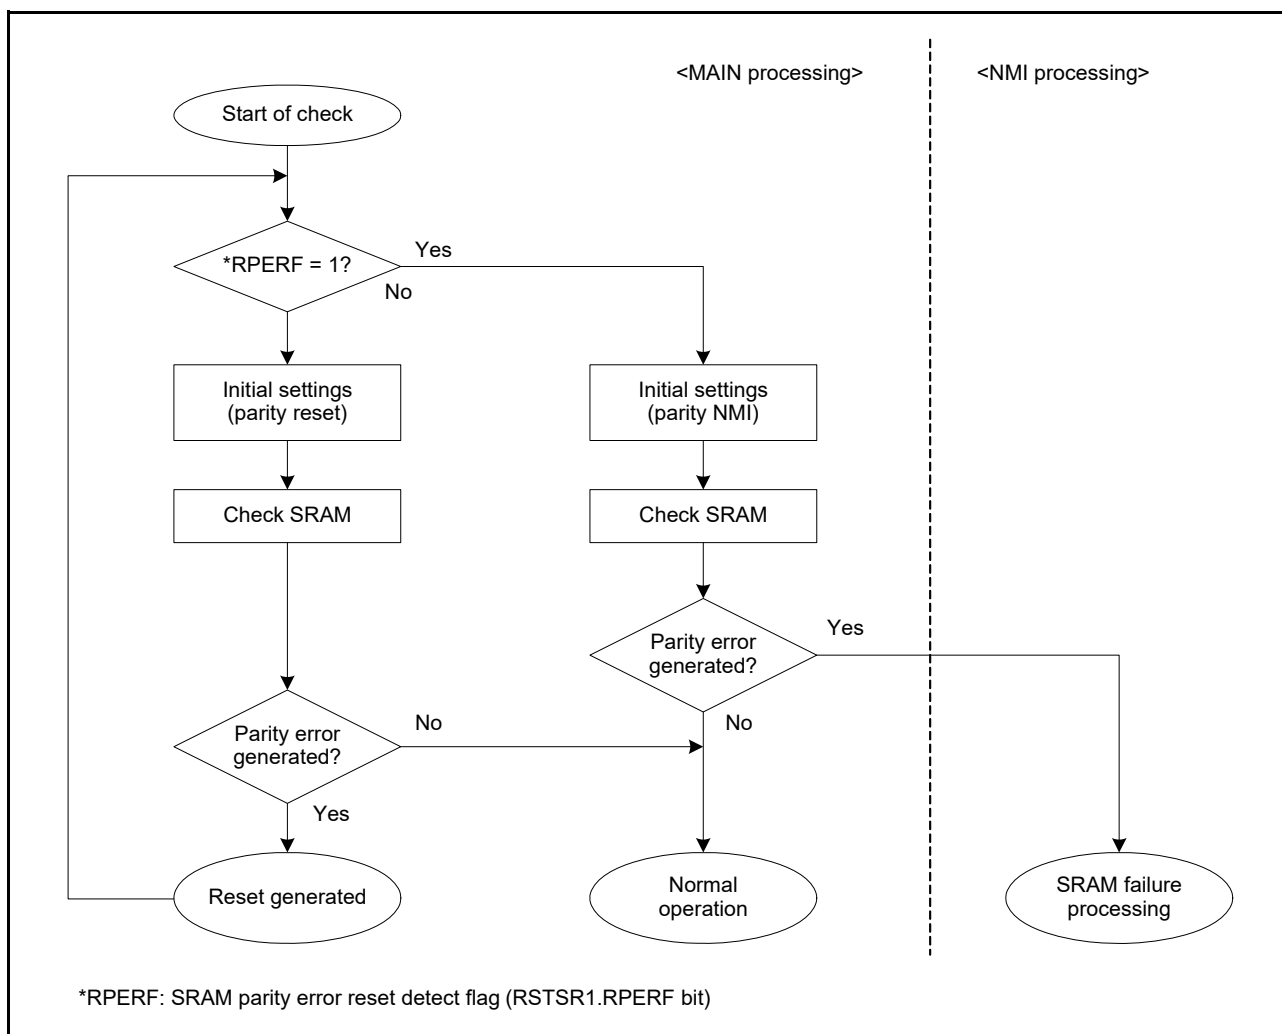 <MAIN processing>
<NMI processing>
Start of check
*RPERF = 1?
Yes
No
Initial settings
(parity reset)
Initial settings
(parity NMI)
Check SRAM
Check SRAM
Parity error
generated?
Yes
No
Parity error
generated?
No
Yes
Reset generated
Normal
operation
SRAM failure
processing
*RPERF: SRAM parity error reset detect flag (RSTSR1.RPERF bit)